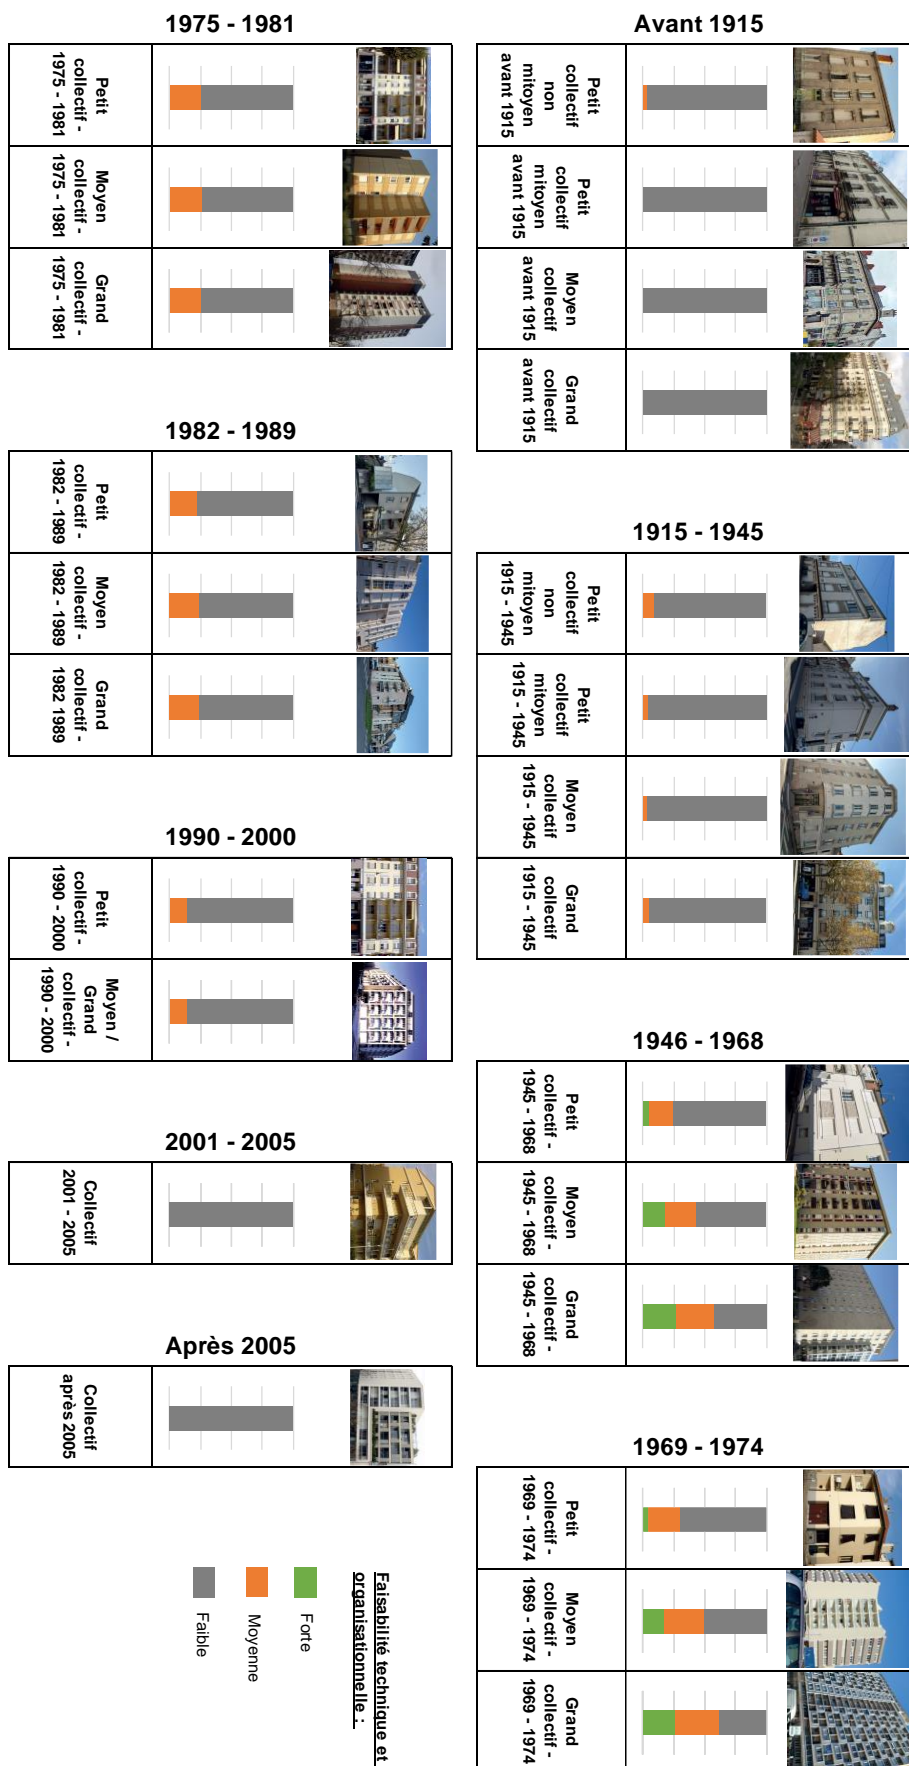 Avant 1915
Petit
collectif
non
mitoyen
avant 1915
Petit
collectif
mitoyen
avant 1915
Moyen
collectif
avant 1915
Grand
collectif
avant 1915
1915 - 1945
Petit
collectif
non
mitoyen
1915 - 1945
Petit
collectif
mitoyen
1915 - 1945
Moyen
collectif
1915 - 1945
Grand
collectif
1915 - 1945
1946 - 1968
Petit
collectif -
1945 - 1968
Moyen
collectif -
1945 - 1968
Grand
collectif -
1945 - 1968
1969 - 1974
Petit
collectif -
1969 - 1974
Moyen
collectif -
1969 - 1974
Grand
collectif -
1969 - 1974
1975 - 1981
Petit
collectif -
1975 - 1981
Moyen
collectif -
1975 - 1981
Grand
collectif -
1975 - 1981
1982 - 1989
Petit
collectif -
1982 - 1989
Moyen
collectif -
1982 - 1989
Grand
collectif -
1982 1989
1990 - 2000
Petit
collectif -
1990 - 2000
Moyen /
Grand
collectif -
1990 - 2000
2001 - 2005
Collectif
2001 - 2005
Après 2005
Collectif
après 2005
Faisabilité technique et
organisationnelle :
Forte
Moyenne
Faible